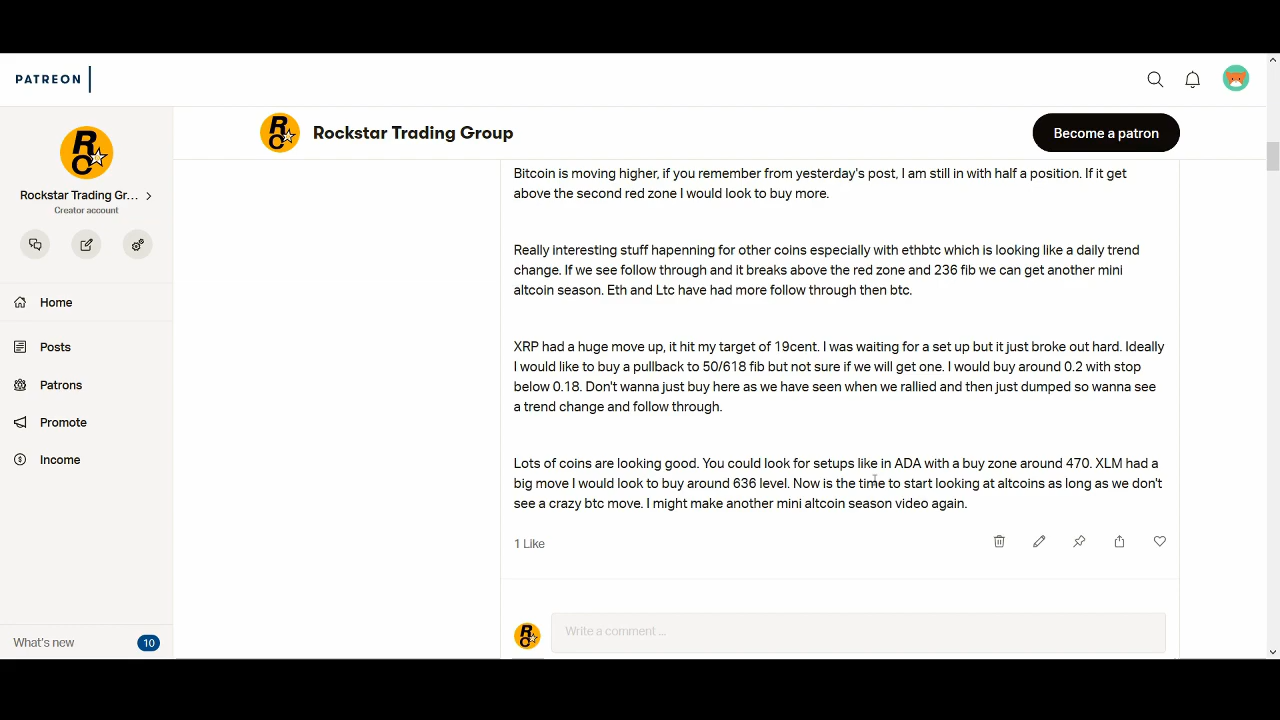 PATREON
Rockstar Trading Group
Become a patron
Rockstar Trading Gr...
Creator account
Home
Posts
Patrons
Promote
Income
What's new
10
Bitcoin is moving higher, if you remember from yesterday's post, I am still in with half a position. If it get
above the second red zone I would look to buy more.
Really interesting stuff hapenning for other coins especially with ethbtc which is looking like a daily trend
change. If we see follow through and it breaks above the red zone and 236 fib we can get another mini
altcoin season. Eth and Ltc have had more follow through then btc.
XRP had a huge move up, it hit my target of 19cent. I was waiting for a set up but it just broke out hard. Ideally
I would like to buy a pullback to 50/618 fib but not sure if we will get one. I would buy around 0.2 with stop
below 0.18. Don't wanna just buy here as we have seen when we rallied and then just dumped so wanna see
a trend change and follow through.
Lots of coins are looking good. You could look for setups like in ADA with a buy zone around 470. XLM had a
big move I would look to buy around 636 level. Now is the time to start looking at altcoins as long as we don't
see a crazy btc move. I might make another mini altcoin season video again.
1 Like
Write a comment ...
RC
RC
RC